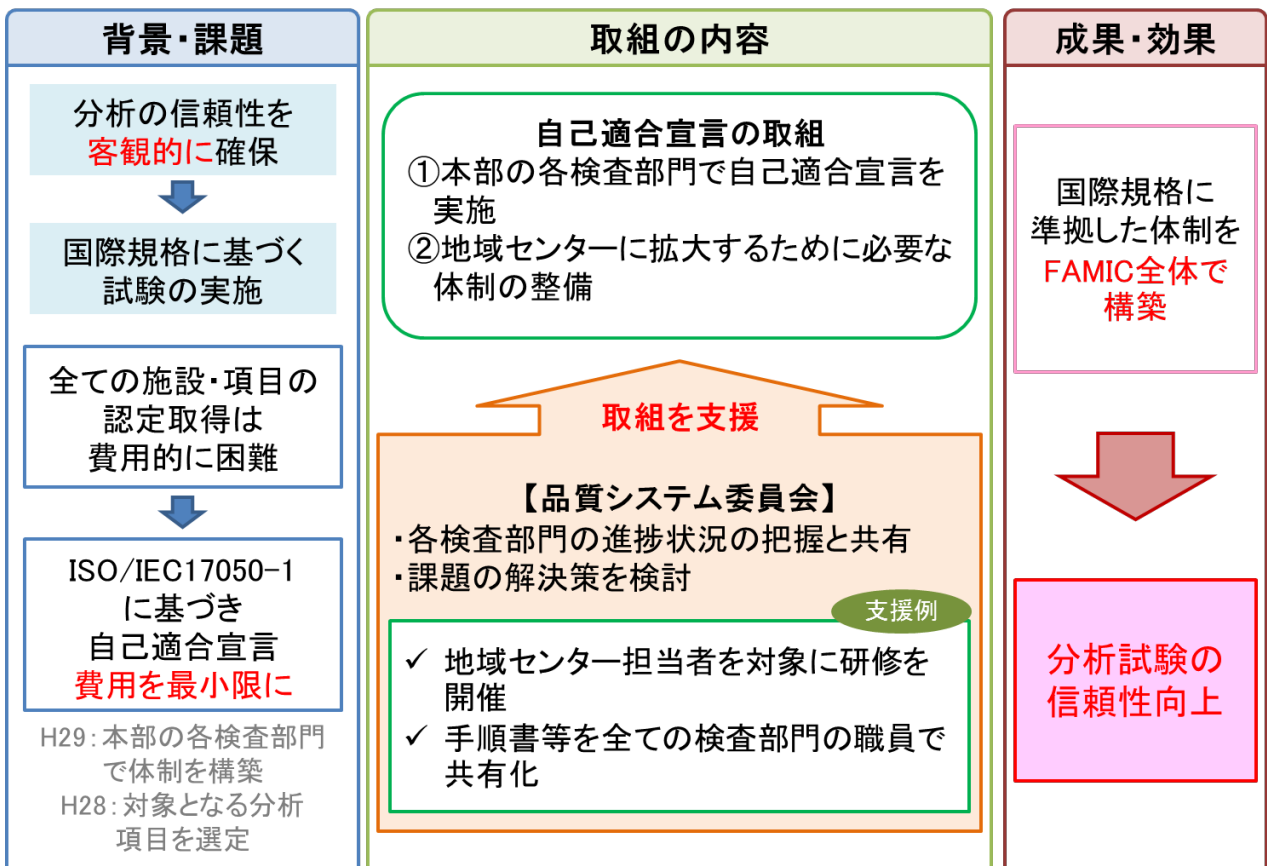 背景・課題
分析の信頼性を
客観的に確保
国際規格に基づく
試験の実施
全ての施設・項目の
認定取得は
費用的に困難
ISO/IEC17050-1
に基づき
自己適合宣言
費用を最小限に
H29：本部の各検査部門
で体制を構築
H28：対象となる分析
項目を選定
取組の内容
自己適合宣言の取組
①本部の各検査部門で自己適合宣言を
実施
②地域センターに拡大するために必要な
体制の整備
取組を支援
【品質システム委員会】
・各検査部門の進捗状況の把握と共有
・課題の解決策を検討
支援例
✓ 地域センター担当者を対象に研修を
開催
✓ 手順書等を全ての検査部門の職員で
共有化
成果・効果
国際規格に
準拠した体制を
FAMIC全体で
構築
分析試験の
信頼性向上